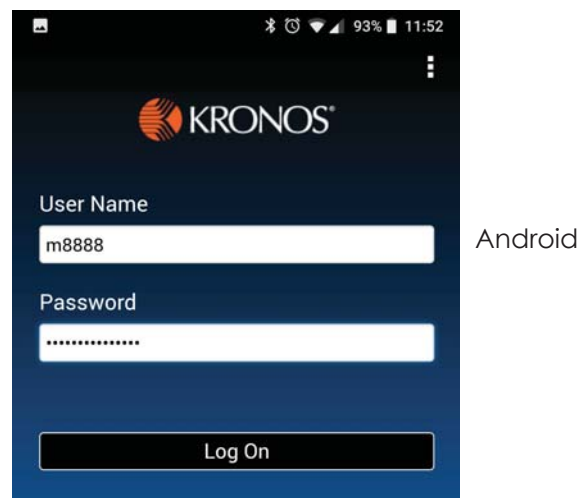 93% 11:52
KRONOS®
User Name
m8888
Android
Password
•••••••••••••••
Log On